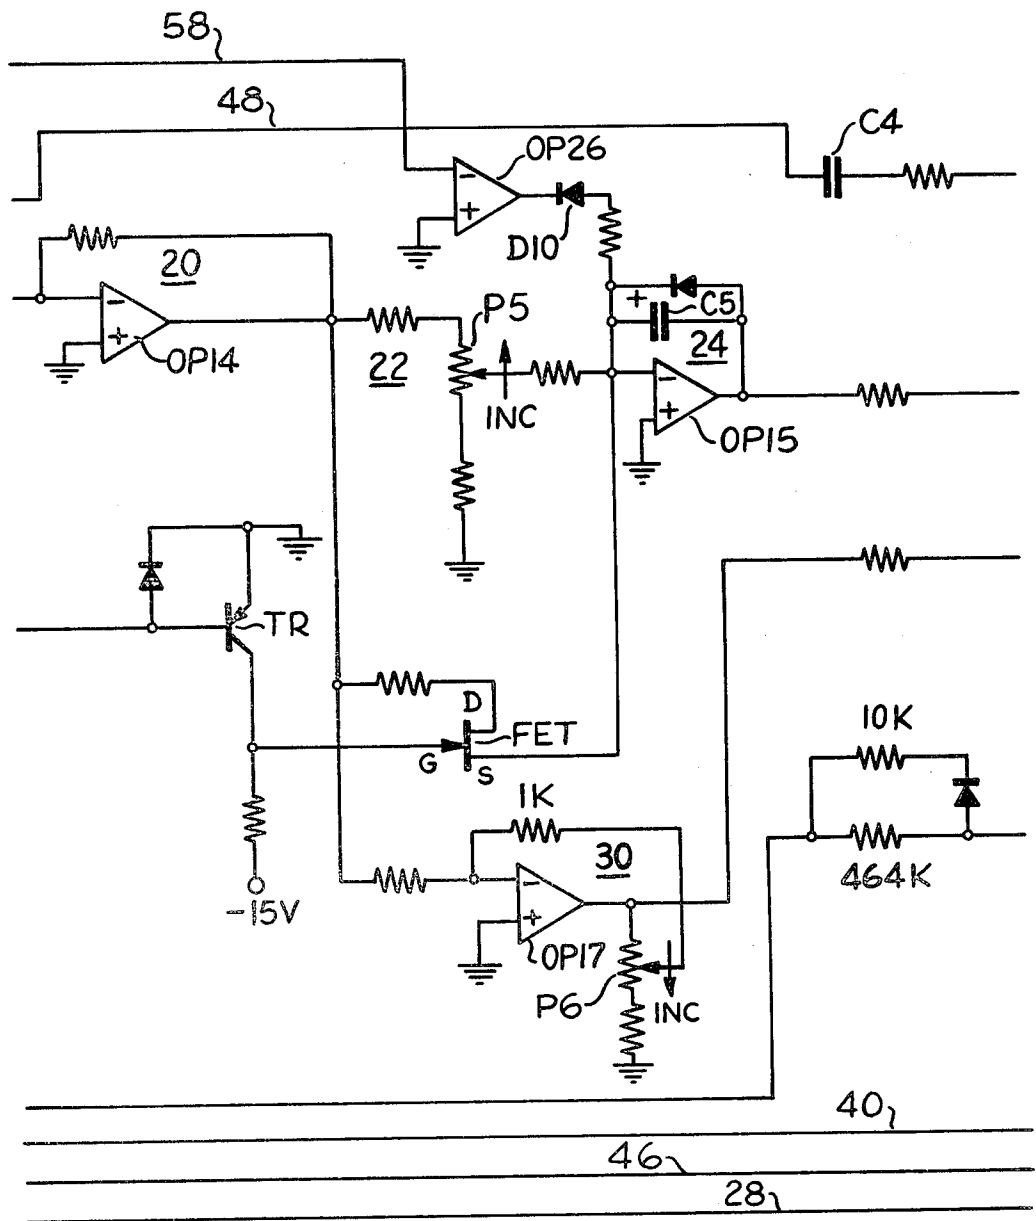 58
48
C4
OP26
D10
20
P5
+
C5
24
-
+
-
+
OP14
22
INC
-
+
OP15
TR
D
FET
G
S
10K
1K
30
464K
-
+
-15V
OP17
P6
INC
40
46
28